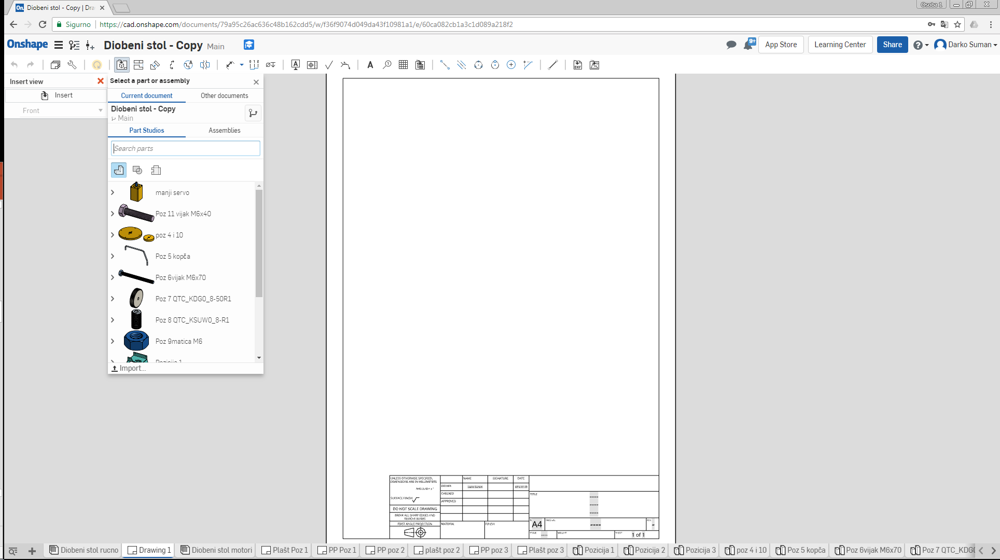 Diobeni stol - Copy | Dra
Osoba 1
Sigurno
https://cad.onshape.com/documents/79a95c26ac636c48b162cdd5/w/f36f9074d049da43f10981a1/e/60ca082cb1a3c1d089a218f2
Onshape
Diobeni stol - Copy Main
9+
App Store
Learning Center
Share
Darko Suman
Insert view
Insert
Front
Select a part or assembly
Current document
Other documents
Diobeni stol - Copy
Main
Part Studios
Assemblies
Search parts
manji servo
Poz 11 vijak M6x40
poz 4 i 10
Poz 5 kopča
Poz 6vijak M6x70
Poz 7 QTC_KDG0_8-50R1
Poz 8 QTC_KSUW0_8-R1
Poz 9matica M6
Pozicija 1
Import...
UNLESS OTHERWISE SPECIFIED,
DIMENSIONS ARE IN MILLIMETERS
SURFACE FINISH
DO NOT SCALE DRAWING
BREAK ALL SHARP EDGES AND
REMOVE BURRS
FIRST ANGLE PROJECTION
NAME
SIGNATURE
DATE
DRAWN
Darko Suman
CHECKED
APPROVED
MATERIAL
FINISH
TITLE
----
----
----
A4
DWG NO.
----
REV.
-
SCALE
----
WEIGHT
SHEET
1 of 1
Diobeni stol rucno
Drawing 1
Diobeni stol motori
Plašt Poz 1
PP Poz 1
PP poz 2
plašt poz 2
PP poz 3
Plašt poz 3
Pozicija 1
Pozicija 2
Pozicija 3
poz 4 i 10
Poz 5 kopča
Poz 6vijak M6x70
Poz 7 QTC_KDG